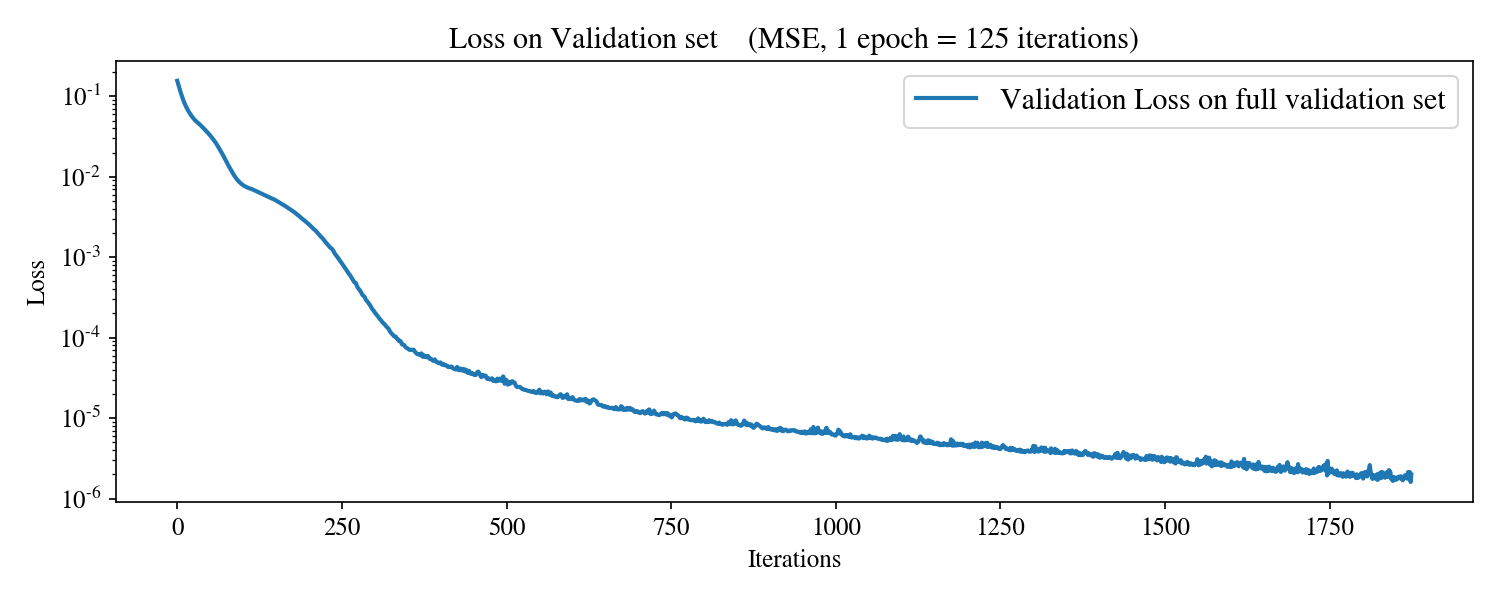 Loss on Validation set    (MSE, 1 epoch = 125 iterations)
Validation Loss on full validation set
Loss
10^-1
10^-2
10^-3
10^-4
10^-5
10^-6
0 250 500 750 1000 1250 1500 1750
Iterations